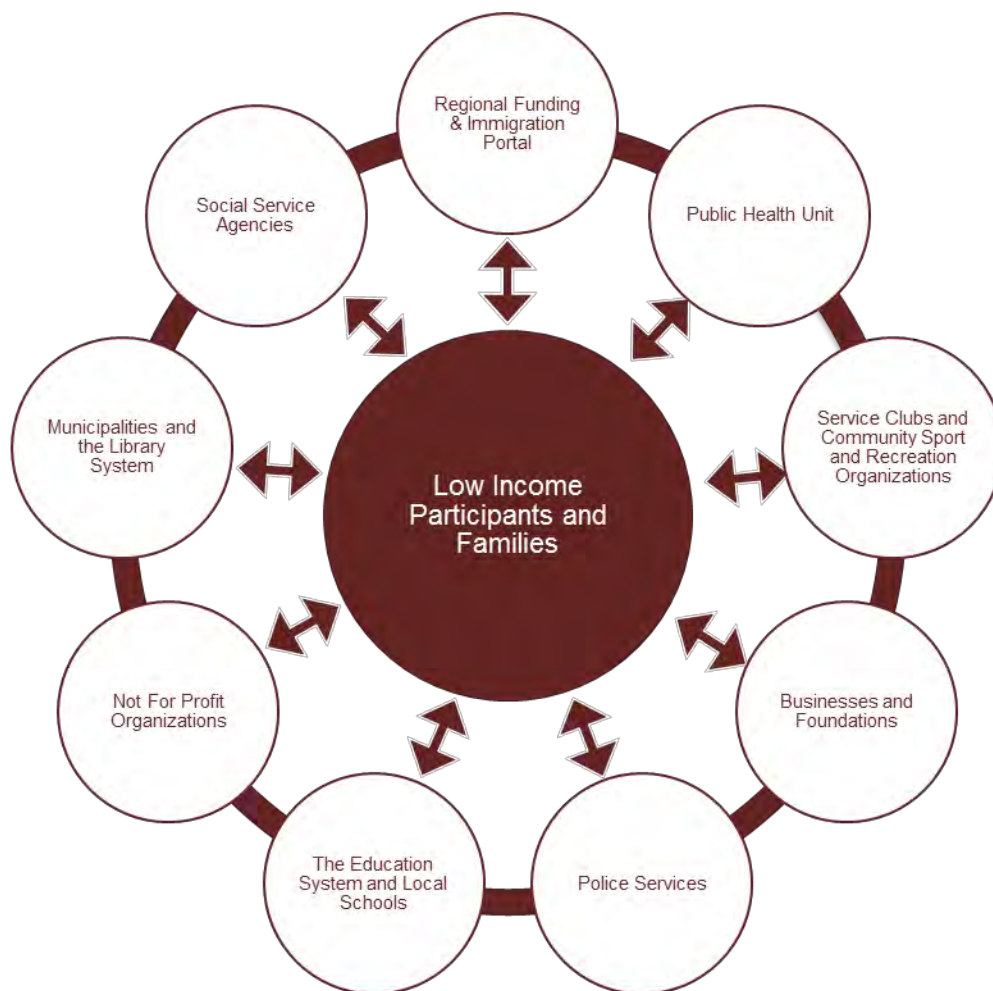 Regional Funding
& Immigration
Portal
Public Health Unit
Service Clubs and
Community Sport
and Recreation
Organizations
Businesses and
Foundations
Police Services
The Education
System and Local
Schools
Not For Profit
Organizations
Municipalities and
the Library
System
Social Service
Agencies
Low Income
Participants and
Families